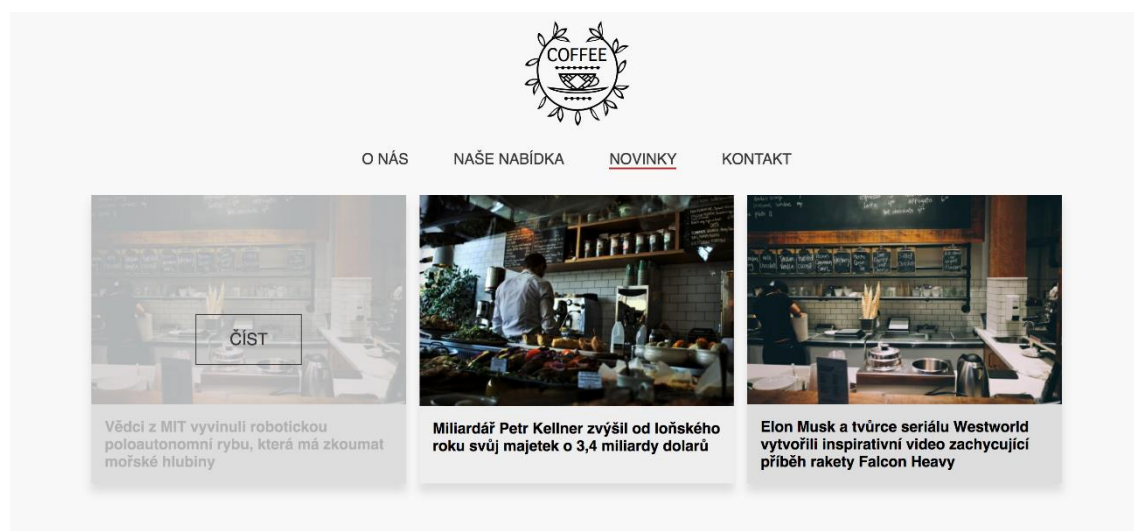 COFFEE
O NÁS NAŠE NABÍDKA NOVINKY KONTAKT
ČÍST
Vědci z MIT vyvinuli robotickou
poloautonomní rybu, která má zkoumat
mořské hlubiny
Miliardář Petr Kellner zvýšil od loňského
roku svůj majetek o 3,4 miliardy dolarů
Elon Musk a tvůrce seriálu Westworld
vytvořili inspirativní video zachycující
příběh rakety Falcon Heavy